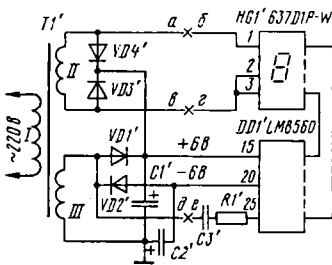 T1'
а б
HG1' 637D1P-W
1
VD4'
II
2
VD3'
3
в г
~220В
I
VD1'
+6В
DD1' LM8560
15
C1'
-6В
20
VD2'
д е
R1'
25
III
C3'
+
C2'
+